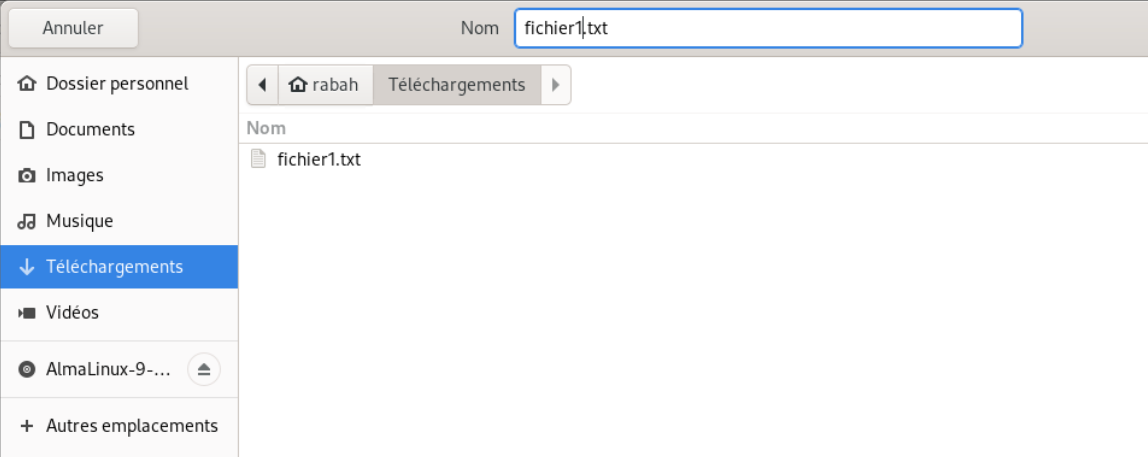 Annuler Nom fichier1.txt
Dossier personnel
Documents
Images
Musique
Téléchargements
Vidéos
AlmaLinux-9-...
Autres emplacements
rabah Téléchargements
Nom
fichier1.txt